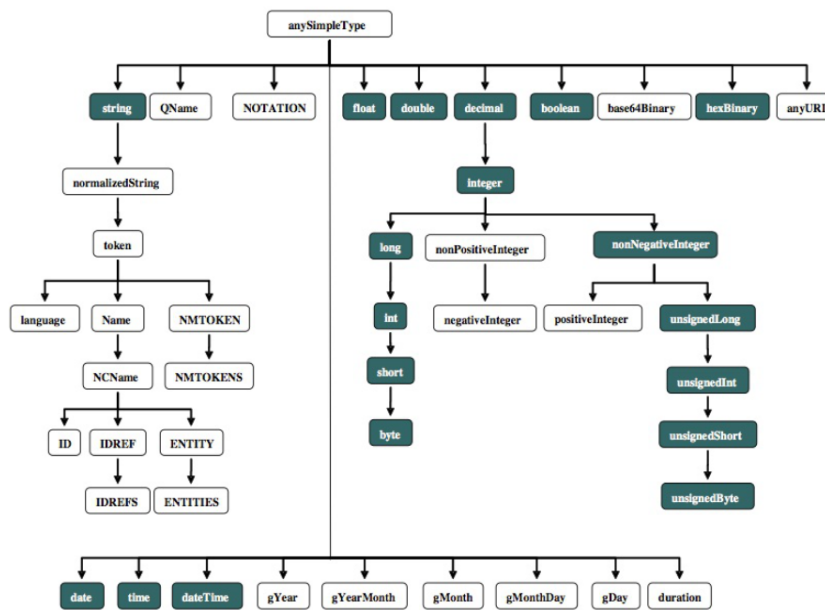 anySimpleType
string
QName
NOTATION
float
double
decimal
boolean
base64Binary
hexBinary
anyURI
normalizedString
integer
token
long
nonPositiveInteger
nonNegativeInteger
language
Name
NMTOKEN
int
negativeInteger
positiveInteger
unsignedLong
NCName
NMTOKENS
short
unsignedInt
ID
IDREF
ENTITY
byte
unsignedShort
IDREFS
ENTITIES
unsignedByte
date
time
dateTime
gYear
gYearMonth
gMonth
gMonthDay
gDay
duration